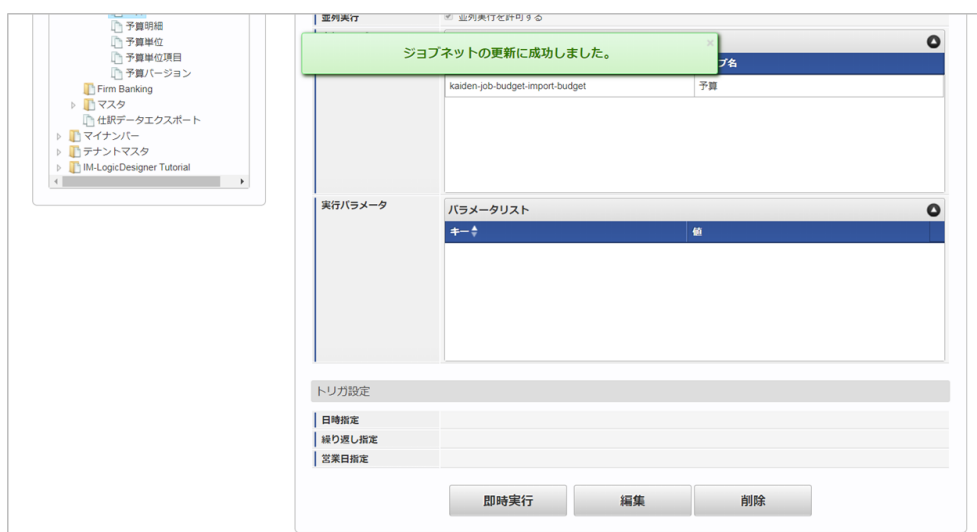 予算明細
予算単位
予算単位項目
予算バージョン
Firm Banking
マスタ
仕訳データエクスポート
マイナンバー
テナントマスタ
IM-LogicDesigner Tutorial
並列実行
並列実行を許可する
ジョブネットの更新に成功しました。
ブ名
kaiden-job-budget-import-budget
予算
実行パラメータ
パラメータリスト
キー
値
トリガ設定
日時指定
繰り返し指定
営業日指定
即時実行
編集
削除